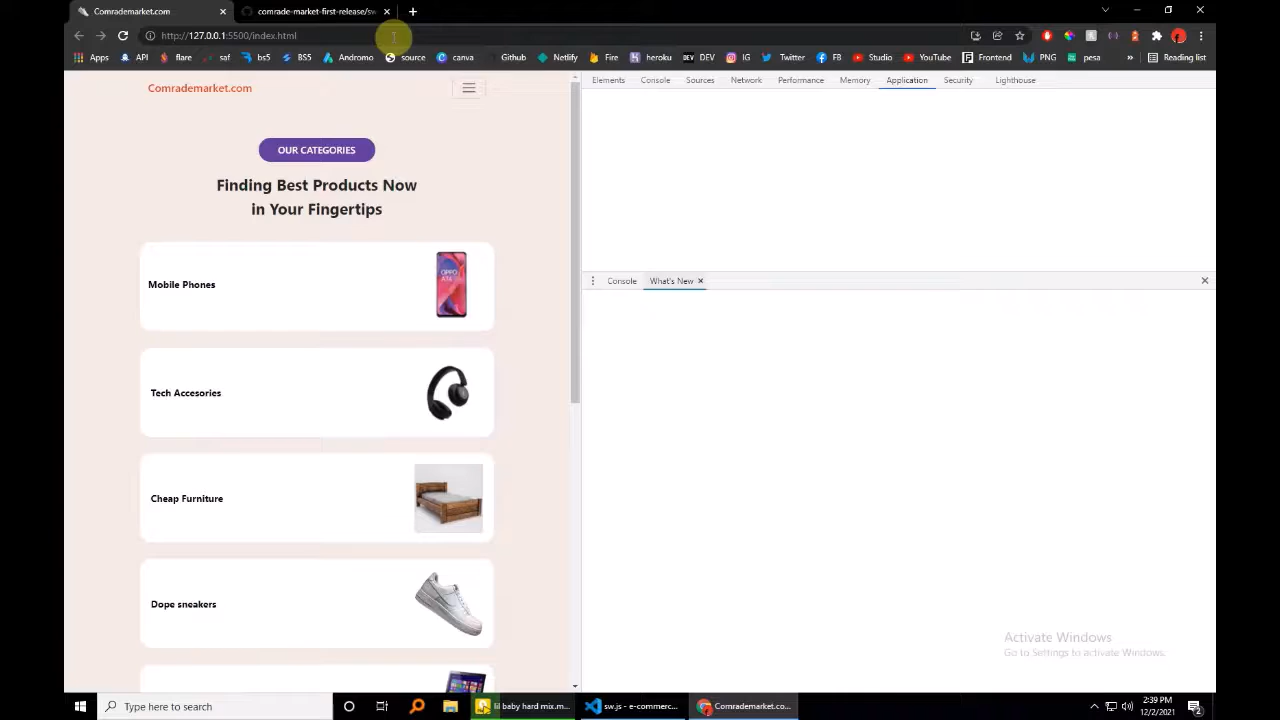 Comrademarket.com
comrade-market-first-release/sw
http://127.0.0.1:5500/index.html
Apps API flare saf bs5 BS5 Andromo source canva Github Netlify Fire heroku DEV DEV IG Twitter FB Studio YouTube Frontend PNG pesa » Reading list
Comrademarket.com
OUR CATEGORIES
Finding Best Products Now
in Your Fingertips
Mobile Phones
OPPO
A74
Tech Accesories
Cheap Furniture
Dope sneakers
Elements Console Sources Network Performance Memory Application Security Lighthouse
Console What's New
Activate Windows
Go to Settings to activate Windows.
Type here to search
lil baby hard mix.m...
sw.js - e-commerc...
Comrademarket.co...
2:39 PM
12/2/2021